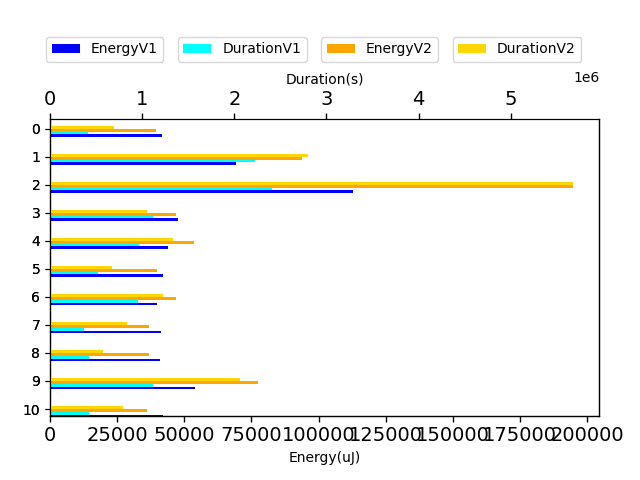 EnergyV1 DurationV1 EnergyV2 DurationV2
Duration(s)
1e6
0 1 2 3 4 5
0
1
2
3
4
5
6
7
8
9
10
0 25000 50000 75000 100000 125000 150000 175000 200000
Energy(uJ)